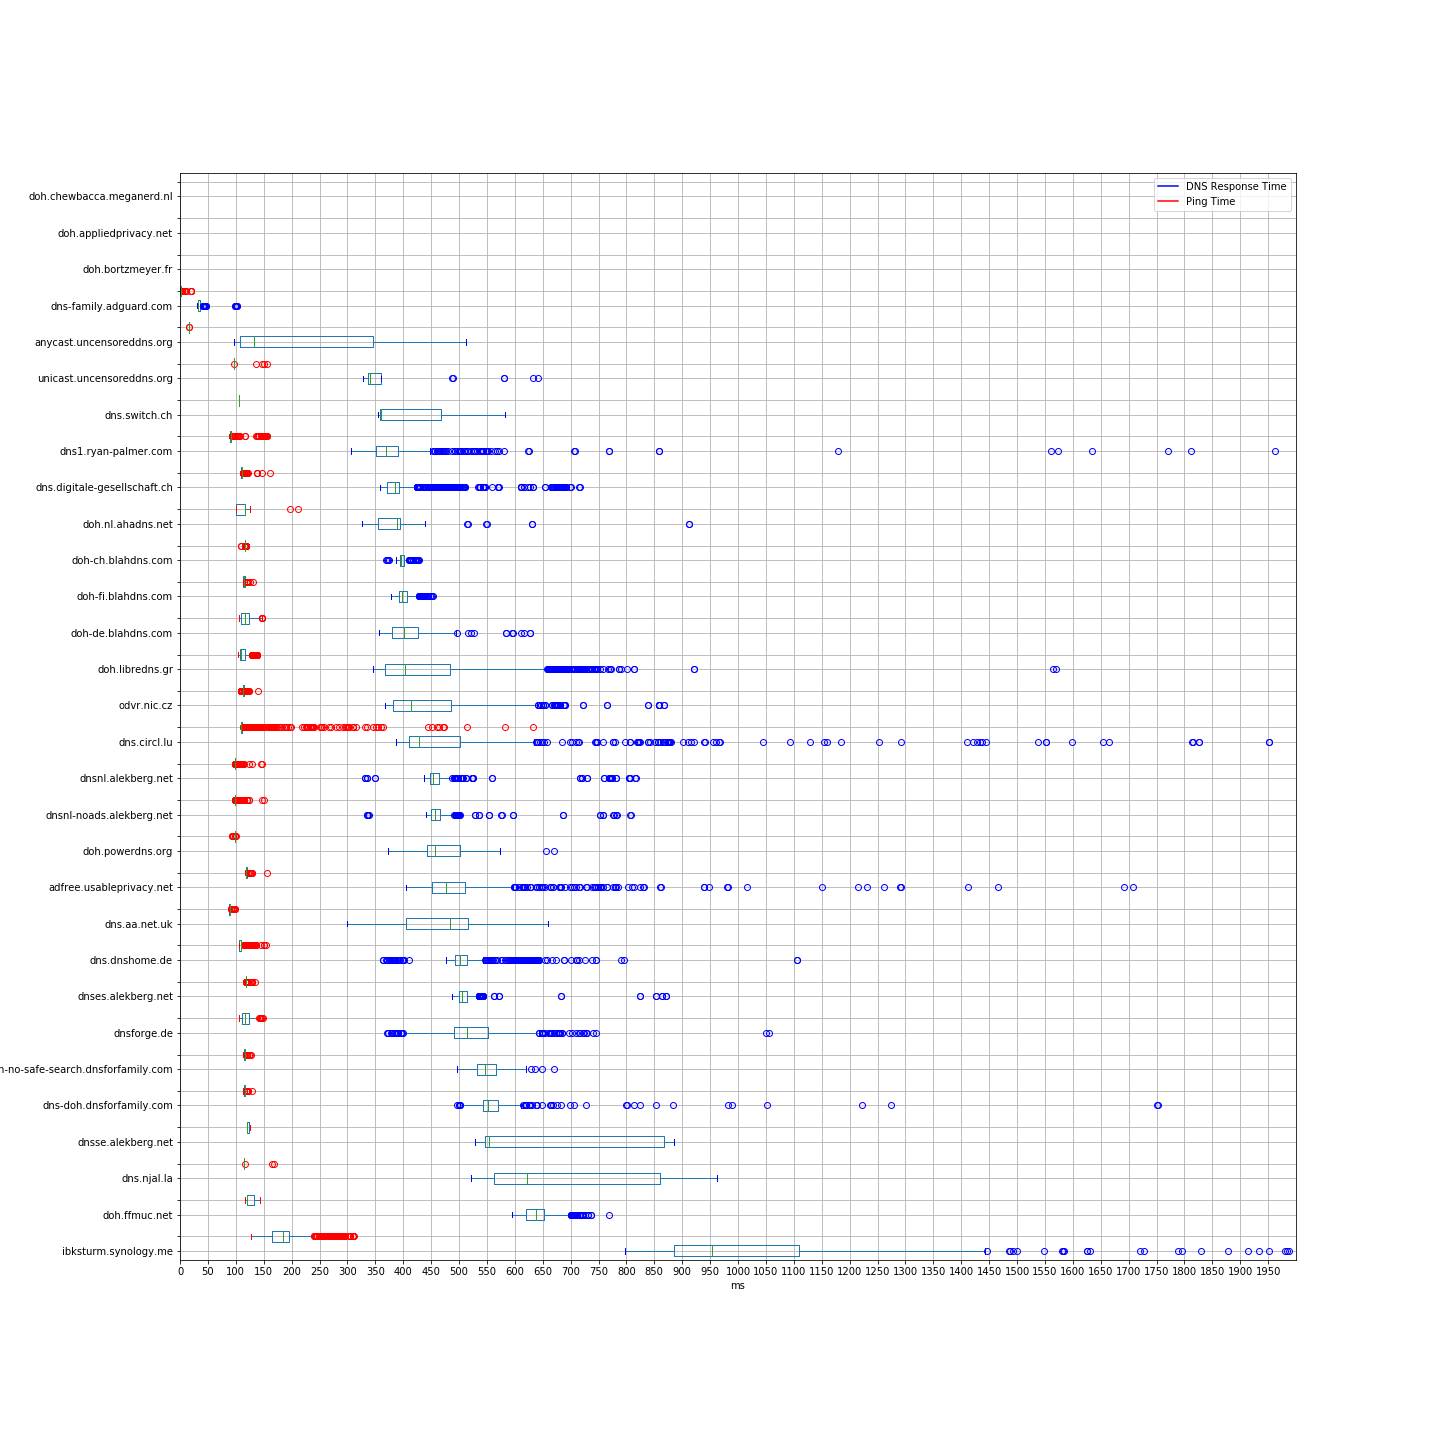 DNS Response Time
Ping Time
doh.chewbacca.meganerd.nl
doh.appliedprivacy.net
doh.bortzmeyer.fr
dns-family.adguard.com
anycast.uncensoreddns.org
unicast.uncensoreddns.org
dns.switch.ch
dns1.ryan-palmer.com
dns.digitale-gesellschaft.ch
doh.nl.ahadns.net
doh-ch.blahdns.com
doh-fi.blahdns.com
doh-de.blahdns.com
doh.libredns.gr
odvr.nic.cz
dns.circl.lu
dnsnl.alekberg.net
dnsnl-noads.alekberg.net
doh.powerdns.org
adfree.usableprivacy.net
dns.aa.net.uk
dns.dnshome.de
dnses.alekberg.net
dnsforge.de
h-no-safe-search.dnsforfamily.com
dns-doh.dnsforfamily.com
dnsse.alekberg.net
dns.njal.la
doh.ffmuc.net
ibksturm.synology.me
0 50 100 150 200 250 300 350 400 450 500 550 600 650 700 750 800 850 900 950 1000 1050 1100 1150 1200 1250 1300 1350 1400 1450 1500 1550 1600 1650 1700 1750 1800 1850 1900 1950
ms